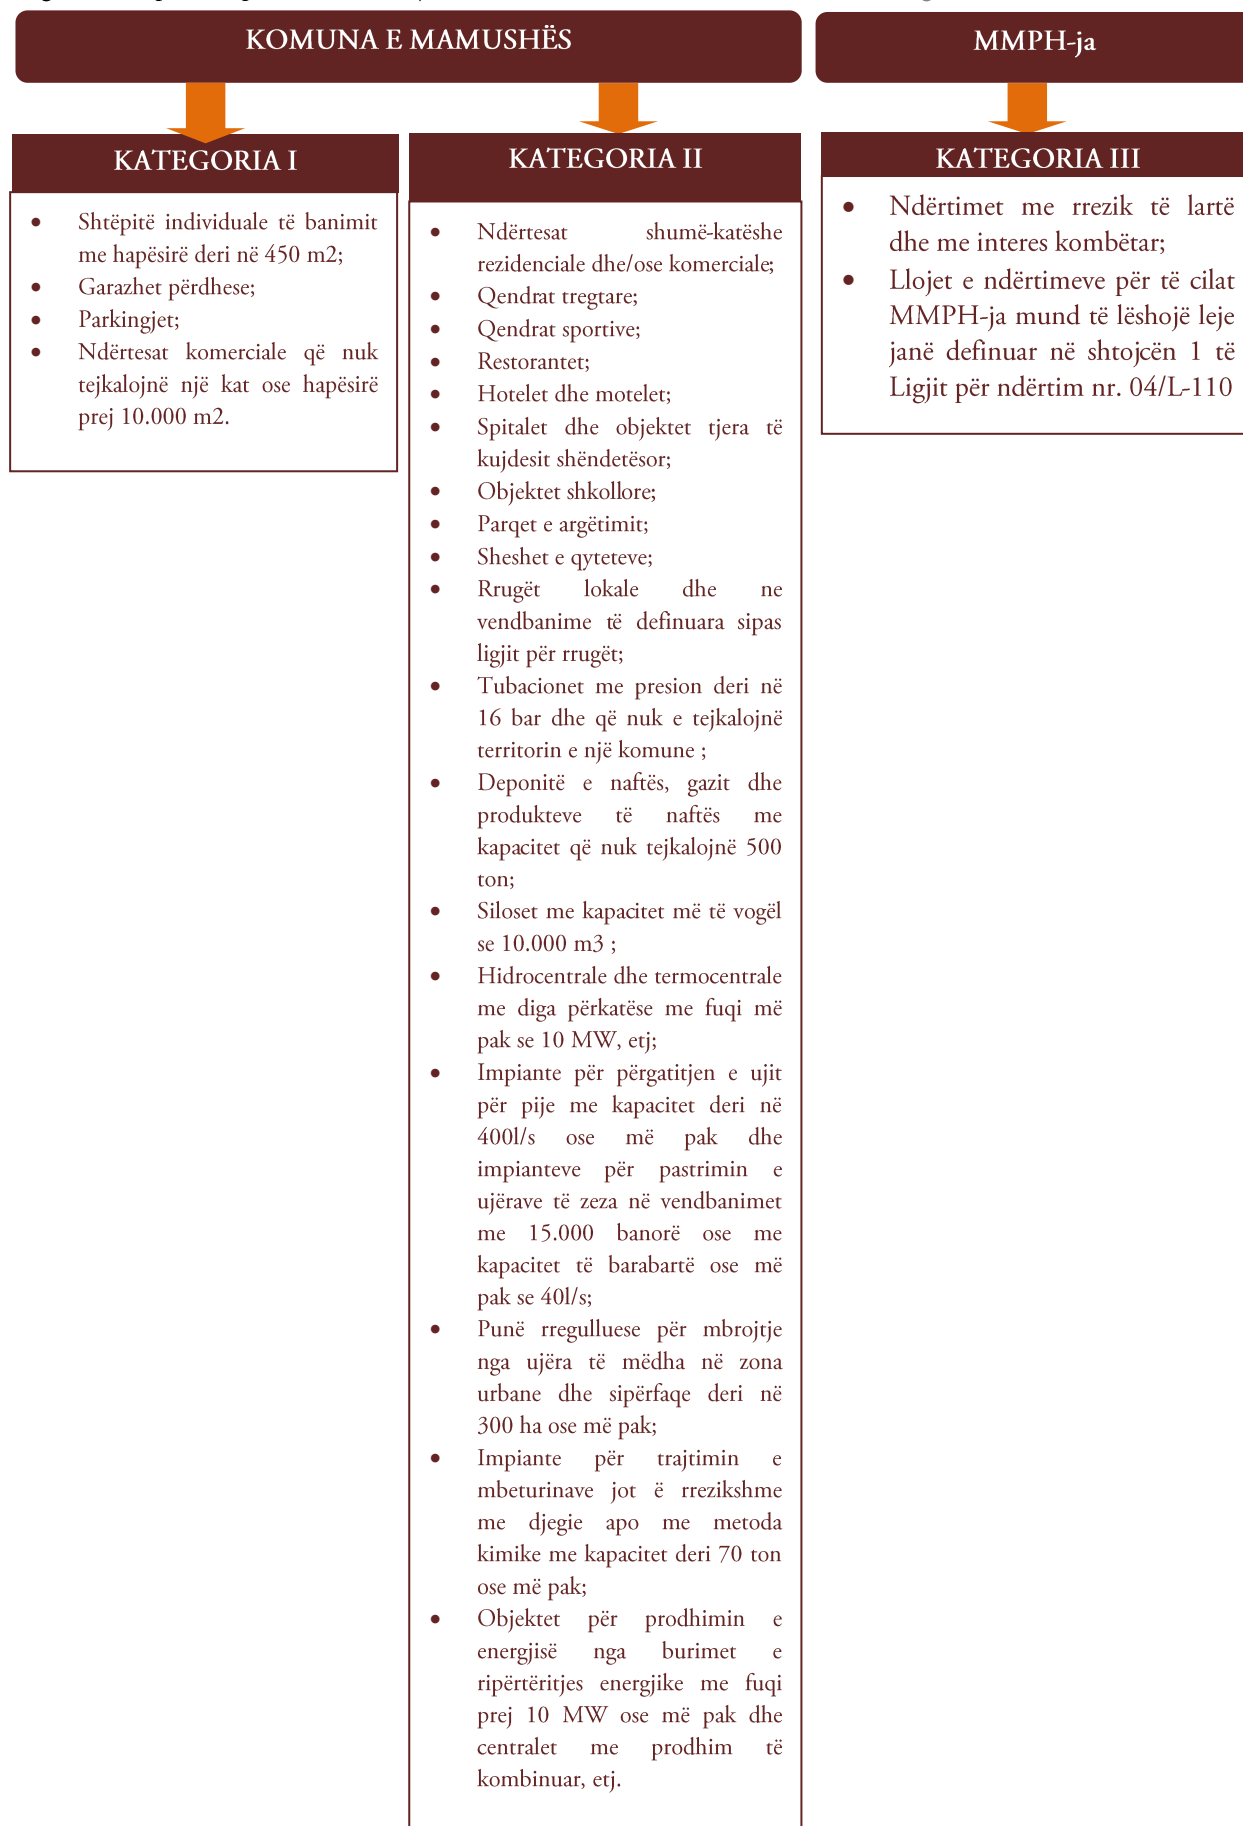 KOMUNA E MAMUSHËS
MMPH-ja
KATEGORIA I
• Shtëpitë individuale të banimit
me hapësirë deri në 450 m2;
• Garazhet përdhese;
• Parkingjet;
• Ndërtesat komerciale që nuk
tejkalojnë një kat ose hapësirë
prej 10.000 m2.
KATEGORIA II
• Ndërtesat shumë-katëshe
rezidenciale dhe/ose komerciale;
• Qendrat tregtare;
• Qendrat sportive;
• Restorantet;
• Hotelet dhe motelet;
• Spitalet dhe objektet tjera të
kujdesit shëndetësor;
• Objektet shkollore;
• Parqet e argëtimit;
• Sheshet e qyteteve;
• Rrugët lokale dhe ne
vendbanime të definuara sipas
ligjit për rrugët;
• Tubacionet me presion deri në
16 bar dhe që nuk e tejkalojnë
territorin e një komune ;
• Deponitë e naftës, gazit dhe
produkteve të naftës me
kapacitet që nuk tejkalojnë 500
ton;
• Siloset me kapacitet më të vogël
se 10.000 m3 ;
• Hidrocentrale dhe termocentrale
me diga përkatëse me fuqi më
pak se 10 MW, etj;
• Impiante për përgatitjen e ujit
për pije me kapacitet deri në
400l/s ose më pak dhe
impianteve për pastrimin e
ujërave të zeza në vendbanimet
me 15.000 banorë ose me
kapacitet të barabartë ose më
pak se 40l/s;
• Punë rregulluese për mbrojtje
nga ujëra të mëdha në zona
urbane dhe sipërfaqe deri në
300 ha ose më pak;
• Impiante për trajtimin e
mbeturinave jot ë rrezikshme
me djegie apo me metoda
kimike me kapacitet deri 70 ton
ose më pak;
• Objektet për prodhimin e
energjisë nga burimet e
ripërtëritjes energjike me fuqi
prej 10 MW ose më pak dhe
centralet me prodhim të
kombinuar, etj.
KATEGORIA III
• Ndërtimet me rrezik të lartë
dhe me interes kombëtar;
• Llojet e ndërtimeve për të cilat
MMPH-ja mund të lëshojë leje
janë definuar në shtojcën 1 të
Ligjit për ndërtim nr. 04/L-110